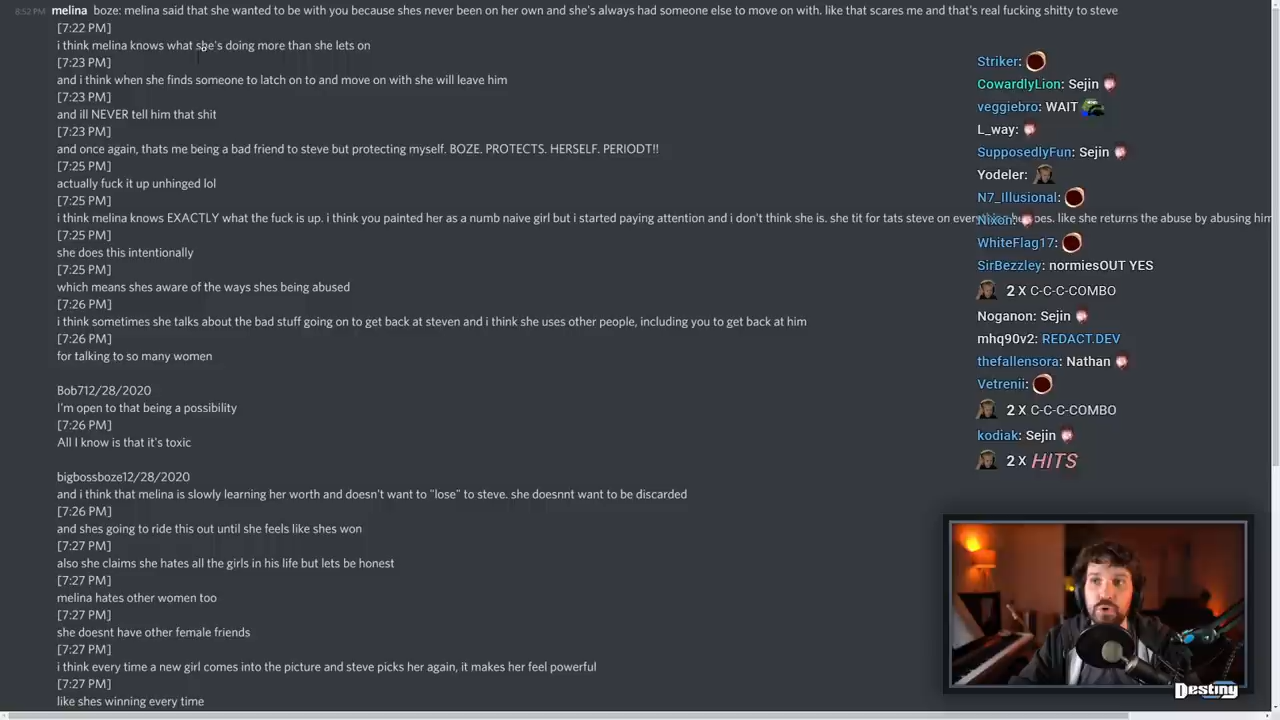 8:52 PM melina boze: melina said that she wanted to be with you because shes never been on her own and she's always had someone else to move on with. like that scares me and that's real fucking shitty to steve
[7:22 PM]
i think melina knows what she's doing more than she lets on
[7:23 PM]
and i think when she finds someone to latch on to and move on with she will leave him
[7:23 PM]
and ill NEVER tell him that shit
[7:23 PM]
and once again, thats me being a bad friend to steve but protecting myself. BOZE. PROTECTS. HERSELF. PERIODT!!
[7:25 PM]
actually fuck it up unhinged lol
[7:25 PM]
i think melina knows EXACTLY what the fuck is up. i think you painted her as a numb naive girl but i started paying attention and i don't think she is. she tit for tats steve on like she returns the abuse by abusing him
[7:25 PM]
she does this intentionally
[7:25 PM]
which means shes aware of the ways shes being abused
[7:26 PM]
i think sometimes she talks about the bad stuff going on to get back at steven and i think she uses other people, including you to get back at him
[7:26 PM]
for talking to so many women
Bob712/28/2020
I'm open to that being a possibility
[7:26 PM]
All I know is that it's toxic
bigbossboze12/28/2020
and i think that melina is slowly learning her worth and doesn't want to "lose" to steve. she doesnnt want to be discarded
[7:26 PM]
and shes going to ride this out until she feels like shes won
[7:27 PM]
also she claims she hates all the girls in his life but lets be honest
[7:27 PM]
melina hates other women too
[7:27 PM]
she doesnt have other female friends
[7:27 PM]
i think every time a new girl comes into the picture and steve picks her again, it makes her feel powerful
[7:27 PM]
like shes winning every time
Striker:
CowardlyLion: Sejin
veggiebro: WAIT
L_way:
SupposedlyFun: Sejin
Yodeler:
N7_Illusional:
Nixon:
WhiteFlag17:
SirBezzley: normiesOUT YES
2 X C-C-C-COMBO
Noganon: Sejin
mhq90v2: REDACT.DEV
thefallensora: Nathan
Vetrenii:
2 X C-C-C-COMBO
kodiak: Sejin
2 X HITS
Destiny